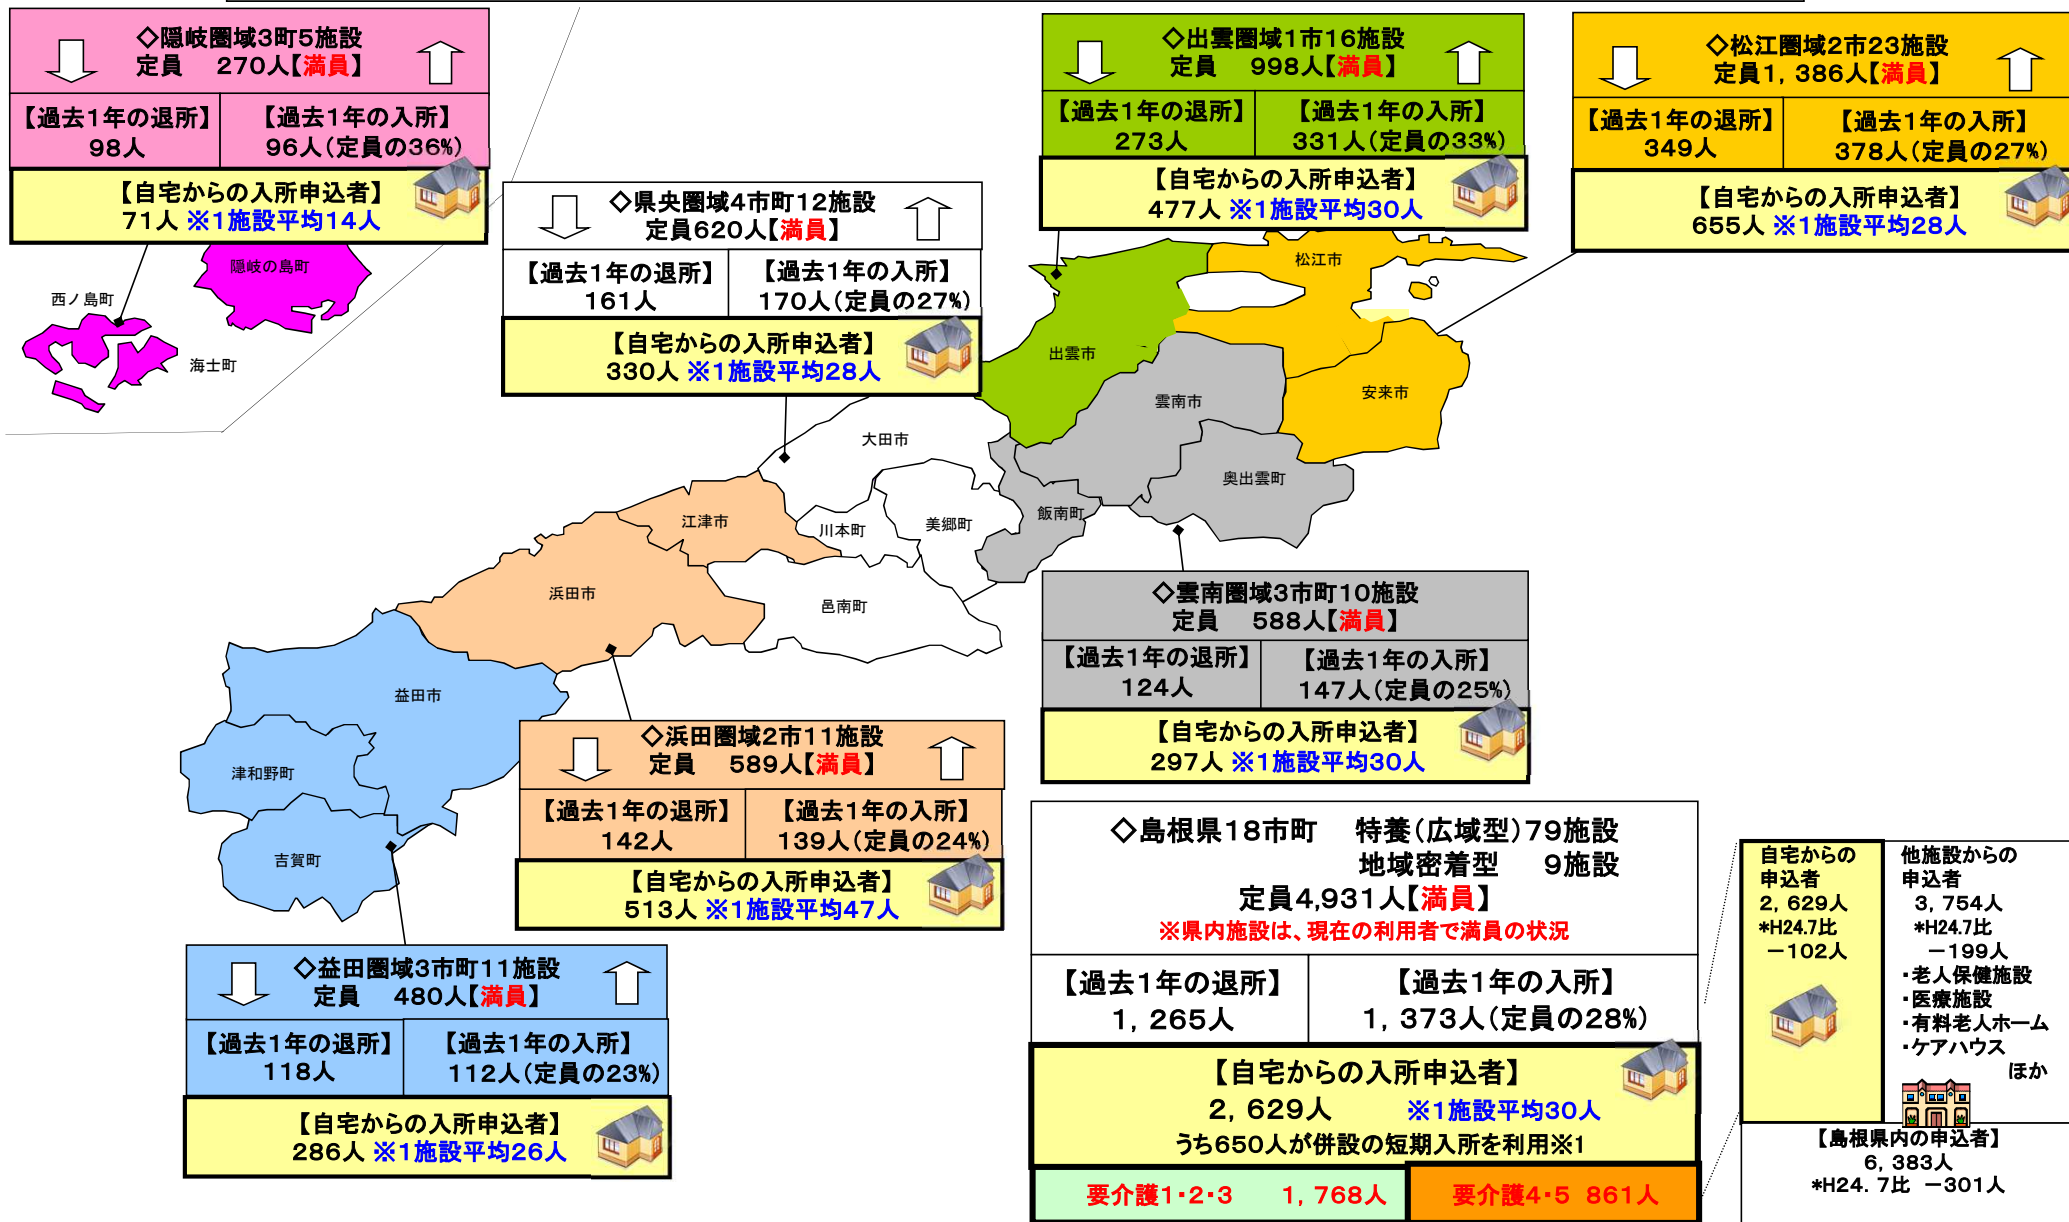 ◇隠岐圏域3町5施設
定員　270人【満員】
【過去1年の退所】
98人
【過去1年の入所】
96人(定員の36%)
【自宅からの入所申込者】
71人 ※1施設平均14人
◇出雲圏域1市16施設
定員　998人【満員】
【過去1年の退所】
273人
【過去1年の入所】
331人(定員の33%)
【自宅からの入所申込者】
477人 ※1施設平均30人
◇松江圏域2市23施設
定員1,386人【満員】
【過去1年の退所】
349人
【過去1年の入所】
378人(定員の27%)
【自宅からの入所申込者】
655人 ※1施設平均28人
◇県央圏域4市町12施設
定員620人【満員】
【過去1年の退所】
161人
【過去1年の入所】
170人(定員の27%)
【自宅からの入所申込者】
330人 ※1施設平均28人
隠岐の島町
西ノ島町
海士町
松江市
出雲市
安来市
雲南市
奥出雲町
飯南町
大田市
川本町
美郷町
江津市
浜田市
邑南町
益田市
津和野町
吉賀町
◇雲南圏域3市町10施設
定員　588人【満員】
【過去1年の退所】
124人
【過去1年の入所】
147人(定員の25%)
【自宅からの入所申込者】
297人 ※1施設平均30人
◇浜田圏域2市11施設
定員　589人【満員】
【過去1年の退所】
142人
【過去1年の入所】
139人(定員の24%)
【自宅からの入所申込者】
513人 ※1施設平均47人
◇益田圏域3市町11施設
定員　480人【満員】
【過去1年の退所】
118人
【過去1年の入所】
112人(定員の23%)
【自宅からの入所申込者】
286人 ※1施設平均26人
◇島根県18市町　特養(広域型)79施設
地域密着型　9施設
定員4,931人【満員】
※県内施設は、現在の利用者で満員の状況
【過去1年の退所】
1,265人
【過去1年の入所】
1,373人(定員の28%)
【自宅からの入所申込者】
2,629人　※1施設平均30人
うち650人が併設の短期入所を利用※1
要介護1・2・3　1,768人
要介護4・5 861人
自宅からの
申込者
2,629人
*H24.7比
－102人
他施設からの
申込者
3,754人
*H24.7比
－199人
・老人保健施設
・医療施設
・有料老人ホーム
・ケアハウス
ほか
【島根県内の申込者】
6,383人
*H24.7比 －301人